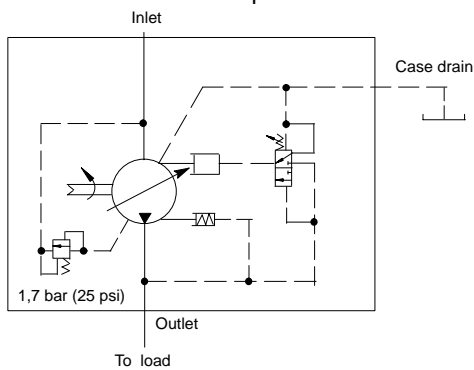 Inlet
Case drain
1,7 bar (25 psi)
Outlet
To load